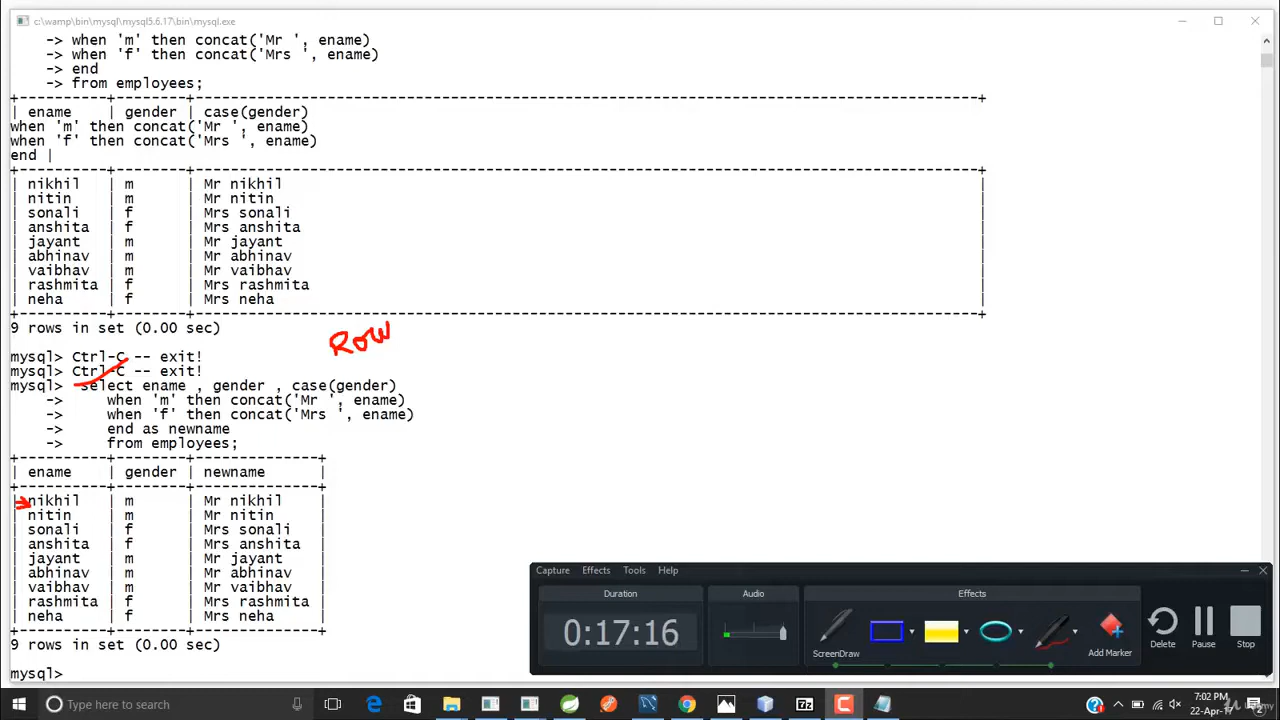 c:\wamp\bin\mysql\mysql5.6.17\bin\mysql.exe
-> when 'm' then concat('Mr ', ename)
-> when 'f' then concat('Mrs ', ename)
-> end
-> from employees;
+----------+--------+------------------------------------------------------------------------------------------+
| ename | gender | case(gender)
when 'm' then concat('Mr ', ename)
when 'f' then concat('Mrs ', ename)
end |
+----------+--------+------------------------------------------------------------------------------------------+
| nikhil | m | Mr nikhil |
| nitin | m | Mr nitin |
| sonali | f | Mrs sonali |
| anshita | f | Mrs anshita |
| jayant | m | Mr jayant |
| abhinav | m | Mr abhinav |
| vaibhav | m | Mr vaibhav |
| rashmita | f | Mrs rashmita |
| neha | f | Mrs neha |
+----------+--------+------------------------------------------------------------------------------------------+
9 rows in set (0.00 sec)
Row
mysql> Ctrl-C -- exit!
mysql> Ctrl-C -- exit!
mysql> select ename , gender , case(gender)
-> when 'm' then concat('Mr ', ename)
-> when 'f' then concat('Mrs ', ename)
-> end as newname
-> from employees;
+----------+--------+--------------+
| ename | gender | newname |
+----------+--------+--------------+
| nikhil | m | Mr nikhil |
| nitin | m | Mr nitin |
| sonali | f | Mrs sonali |
| anshita | f | Mrs anshita |
| jayant | m | Mr jayant |
| abhinav | m | Mr abhinav |
| vaibhav | m | Mr vaibhav |
| rashmita | f | Mrs rashmita |
| neha | f | Mrs neha |
+----------+--------+--------------+
9 rows in set (0.00 sec)
mysql>
Capture Effects Tools Help
Duration Audio Effects
0:17:16
ScreenDraw Add Marker Delete Pause Stop
Type here to search
7:02 PM
22-Apr-17